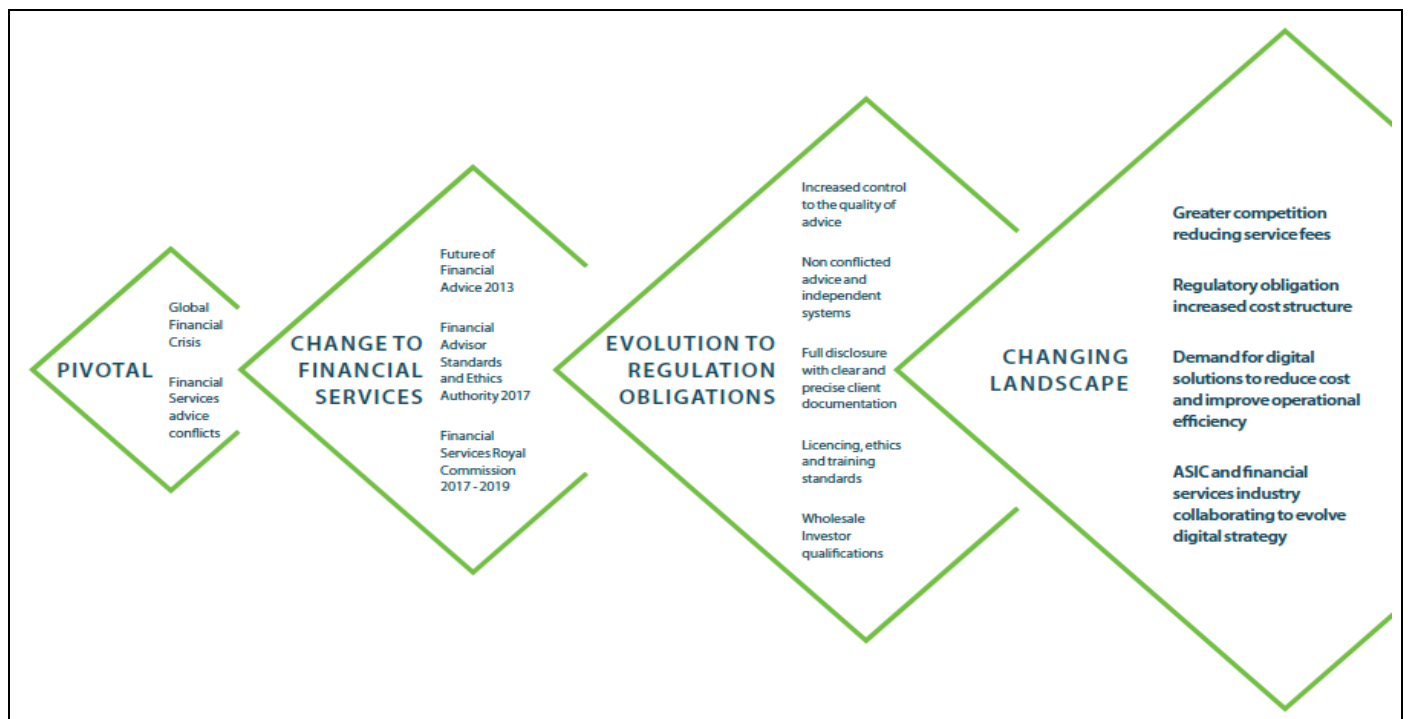 PIVOTAL
Global
Financial
Crisis
Financial
Services
advice
conflicts
CHANGE TO
FINANCIAL
SERVICES
Future of
Financial
Advice 2013
Financial
Advisor
Standards
and Ethics
Authority 2017
Financial
Services Royal
Commission
2017 - 2019
EVOLUTION TO
REGULATION
OBLIGATIONS
Increased control
to the quality of
advice
Non conflicted
advice and
independent
systems
Full disclosure
with clear and
precise client
documentation
Licencing, ethics
and training
standards
Wholesale
Investor
qualifications
CHANGING
LANDSCAPE
Greater competition
reducing service fees
Regulatory obligation
increased cost structure
Demand for digital
solutions to reduce cost
and improve operational
efficiency
ASIC and financial
services industry
collaborating to evolve
digital strategy